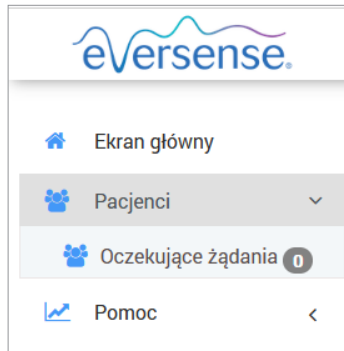 eversense.
Ekran główny
Pacjenci
Oczekujące żądania 0
Pomoc